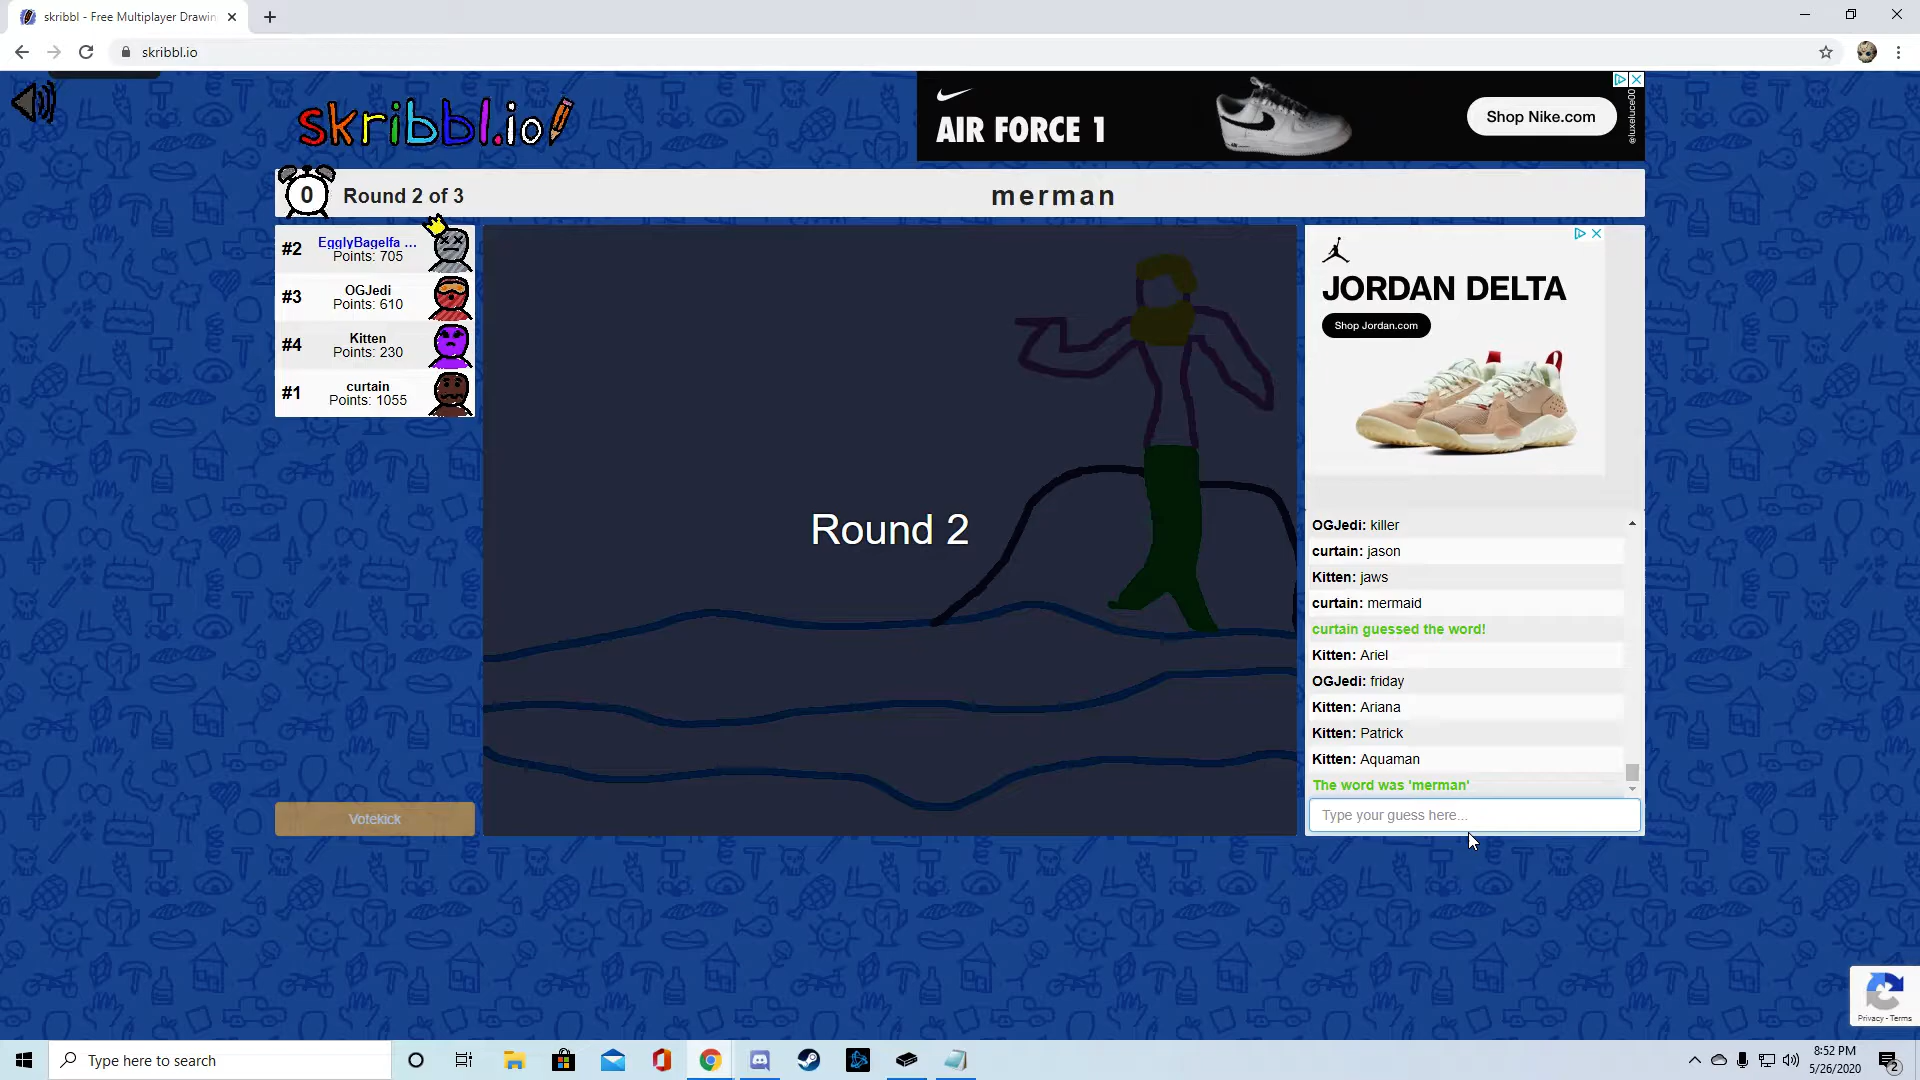 skribbl - Free Multiplayer Drawin
skribbl.io
skribbl.io
AIR FORCE 1
Shop Nike.com
@luxeluce00
0
Round 2 of 3
merman
#2
EgglyBagelfa ...
Points: 705
#3
OGJedi
Points: 610
#4
Kitten
Points: 230
#1
curtain
Points: 1055
Votekick
Round 2
JORDAN DELTA
Shop Jordan.com
OGJedi: killer
curtain: jason
Kitten: jaws
curtain: mermaid
curtain guessed the word!
Kitten: Ariel
OGJedi: friday
Kitten: Ariana
Kitten: Patrick
Kitten: Aquaman
The word was 'merman'
Type your guess here...
Privacy - Terms
Type here to search
8:52 PM
5/26/2020
2